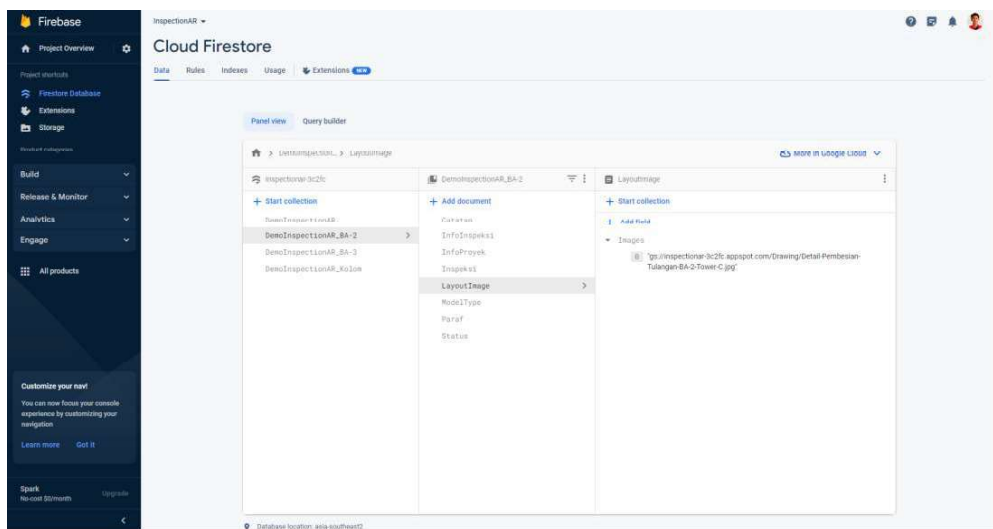 Firebase
Project Overview
Project shortcuts
Firestore Database
Extensions
Storage
Product categories
Build
Release & Monitor
Analytics
Engage
All products
Customize your nav!
You can now focus your console
experience by customizing your
navigation
Learn more Got it
Spark
No-cost $0/month
Upgrade
InspectionAR
Cloud Firestore
Data Rules Indexes Usage Extensions NEW
Panel view Query builder
DemoInspection... > LayoutImage
More in Google Cloud
inspectionar-3c2fc
Start collection
DemoInspectionAR
DemoInspectionAR_BA-2
DemoInspectionAR_BA-3
DemoInspectionAR_Kolom
DemoInspectionAR_BA-2
Add document
Catatan
InfoInspeksi
InfoProyek
Inspeksi
LayoutImage
ModelType
Paraf
Status
LayoutImage
Start collection
Add field
Images
0 "gs://inspectionar-3c2fc.appspot.com/Drawing/Detail-Pembesian-
Tulangan-BA-2-Tower-C.jpg"
Database location: asia-southeast2